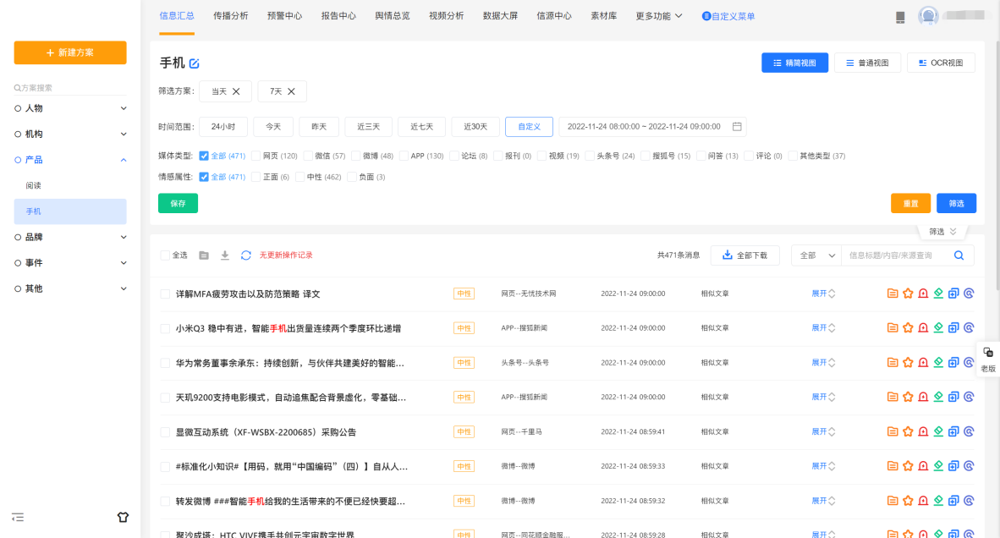 信息汇总 传播分析 预警中心 报告中心 舆情总览 视频分析 数据大屏 信源中心 素材库 更多功能 自定义菜单
+ 新建方案
方案搜索
人物
机构
产品
阅读
手机
品牌
事件
其他
手机
精简视图 普通视图 OCR视图
筛选方案: 当天 7天
时间范围: 24小时 今天 昨天 近三天 近七天 近30天 自定义 2022-11-24 08:00:00 ~ 2022-11-24 09:00:00
媒体类型: 全部 (471) 网页 (120) 微信 (57) 微博 (48) APP (130) 论坛 (8) 报刊 (0) 视频 (19) 头条号 (24) 搜狐号 (15) 问答 (13) 评论 (0) 其他类型 (37)
情感属性: 全部 (471) 正面 (6) 中性 (462) 负面 (3)
保存 重置 筛选
筛选
全选 无更新操作记录 共471条消息 全部下载 全部 信息标题/内容/来源查询
详解MFA疲劳攻击以及防范策略 译文 中性 网页--无忧技术网 2022-11-24 09:00:00 相似文章 展开
小米Q3 稳中有进，智能手机出货量连续两个季度环比递增 中性 APP--搜狐新闻 2022-11-24 09:00:00 相似文章 展开
华为常务董事余承东：持续创新，与伙伴共建美好的智能... 中性 头条号--头条号 2022-11-24 09:00:00 相似文章 展开
天玑9200支持电影模式，自动追焦配合背景虚化，零基础... 中性 APP--搜狐新闻 2022-11-24 09:00:00 相似文章 展开
显微互动系统（XF-WSBX-2200685）采购公告 中性 网页--千里马 2022-11-24 08:59:41 相似文章 展开
#标准化小知识#【用码，就用“中国编码”（四）】自从人... 中性 微博--微博 2022-11-24 08:59:33 相似文章 展开
转发微博 ###智能手机给我的生活带来的不便已经快要超... 中性 微博--微博 2022-11-24 08:59:32 相似文章 展开
聚沙成塔：HTC VIVE携手共创元宇宙数字世界 中性 网页--同花顺金融服... 2022-11-24 08:59:28 相似文章 展开
老版